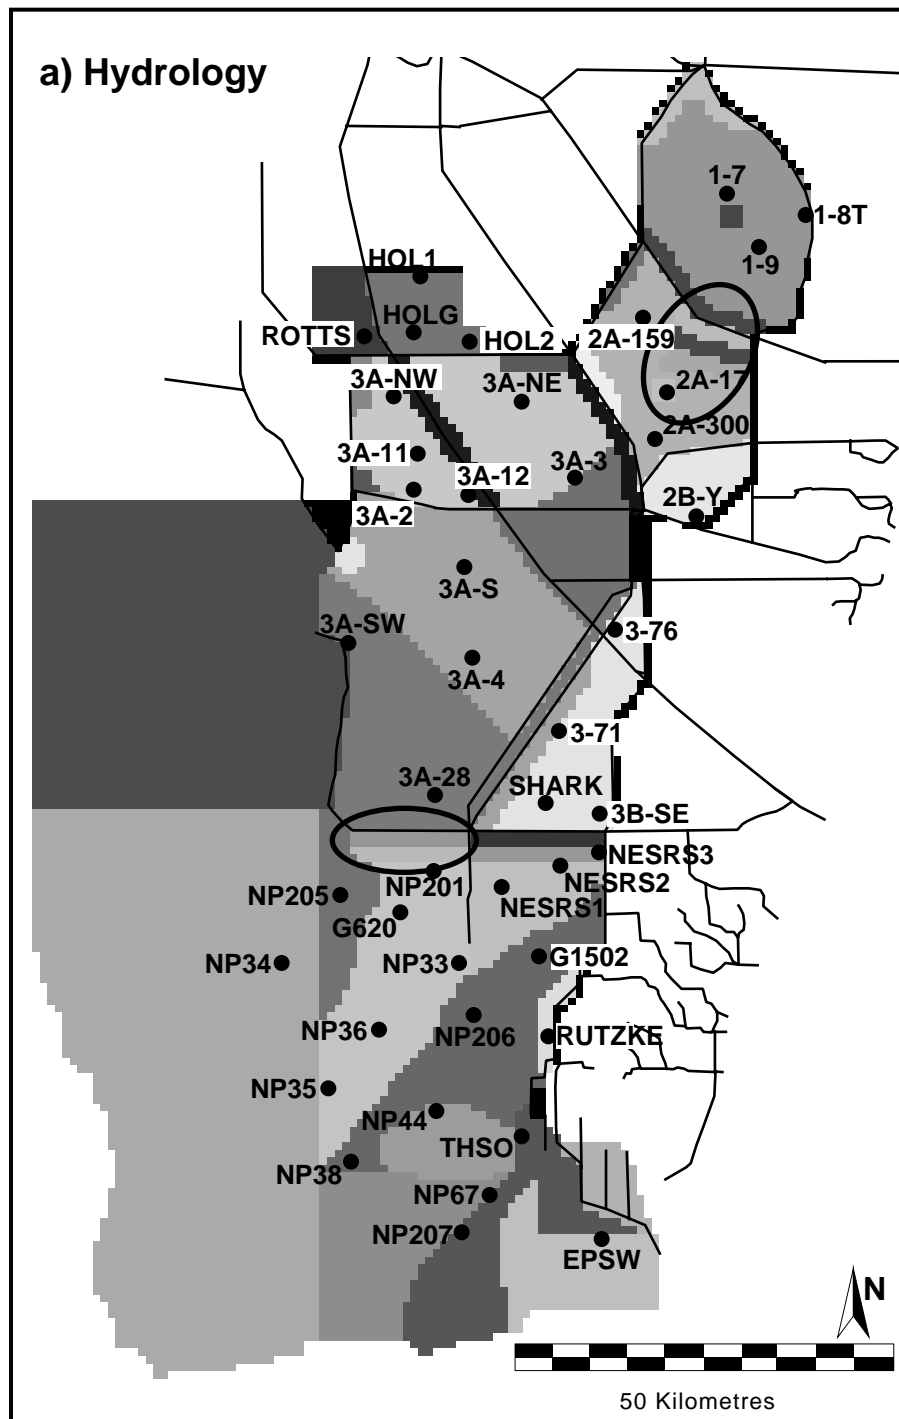 a) Hydrology
1-7
1-8T
1-9
HOL1
HOLG
ROTTS
HOL2
2A-159
3A-NW
3A-NE
2A-17
2A-300
3A-11
3A-12
3A-3
3A-2
2B-Y
3A-S
3A-SW
3-76
3A-4
3-71
3A-28
SHARK
3B-SE
NESRS3
NP201
NESRS2
NP205
NESRS1
G620
NP34
NP33
G1502
NP36
NP206
RUTZKE
NP35
NP44
THSO
NP38
NP67
NP207
EPSW
N
50 Kilometres